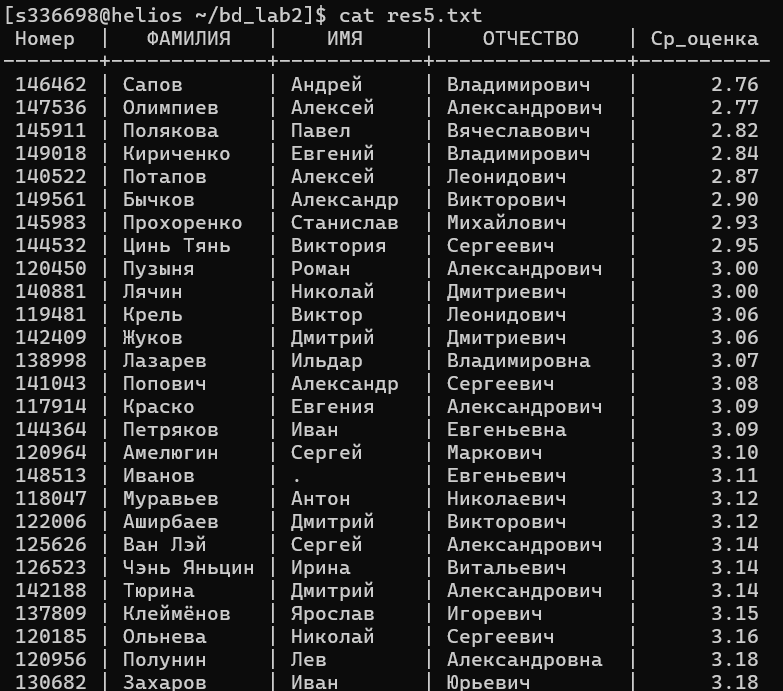 [s336698@helios ~/bd_lab2]$ cat res5.txt
Номер | ФАМИЛИЯ | ИМЯ | ОТЧЕСТВО | Ср_оценка
--------+--------------+-------------+-----------------+-----------
146462 | Сапов | Андрей | Владимирович | 2.76
147536 | Олимпиев | Алексей | Александрович | 2.77
145911 | Полякова | Павел | Вячеславович | 2.82
149018 | Кириченко | Евгений | Владимирович | 2.84
140522 | Потапов | Алексей | Леонидович | 2.87
149561 | Бычков | Александр | Викторович | 2.90
145983 | Прохоренко | Станислав | Михайлович | 2.93
144532 | Цинь Тянь | Виктория | Сергеевич | 2.95
120450 | Пузыня | Роман | Александрович | 3.00
140881 | Лячин | Николай | Дмитриевич | 3.00
119481 | Крель | Виктор | Леонидович | 3.06
142409 | Жуков | Дмитрий | Дмитриевич | 3.06
138998 | Лазарев | Ильдар | Владимировна | 3.07
141043 | Попович | Александр | Сергеевич | 3.08
117914 | Краско | Евгения | Александрович | 3.09
144364 | Петряков | Иван | Евгеньевна | 3.09
120964 | Амелюгин | Сергей | Маркович | 3.10
148513 | Иванов | . | Евгеньевич | 3.11
118047 | Муравьев | Антон | Николаевич | 3.12
122006 | Аширбаев | Дмитрий | Викторович | 3.12
125626 | Ван Лэй | Сергей | Александрович | 3.14
126523 | Чэнь Яньцин | Ирина | Витальевич | 3.14
142188 | Тюрина | Дмитрий | Александрович | 3.14
137809 | Клеймёнов | Ярослав | Игоревич | 3.15
120185 | Ольнева | Николай | Сергеевич | 3.16
120956 | Полунин | Лев | Александровна | 3.18
130682 | Захаров | Иван | Юрьевич | 3.18